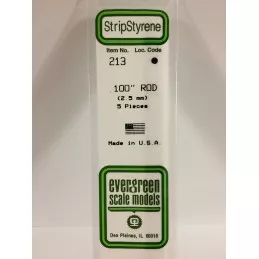 StripStyrene
Item No. Loc. Code
213 •
.100" ROD
(2.5 mm)
5 Pieces
Made in U.S.A.
evergreen
scale models
Des Plaines, IL 60018